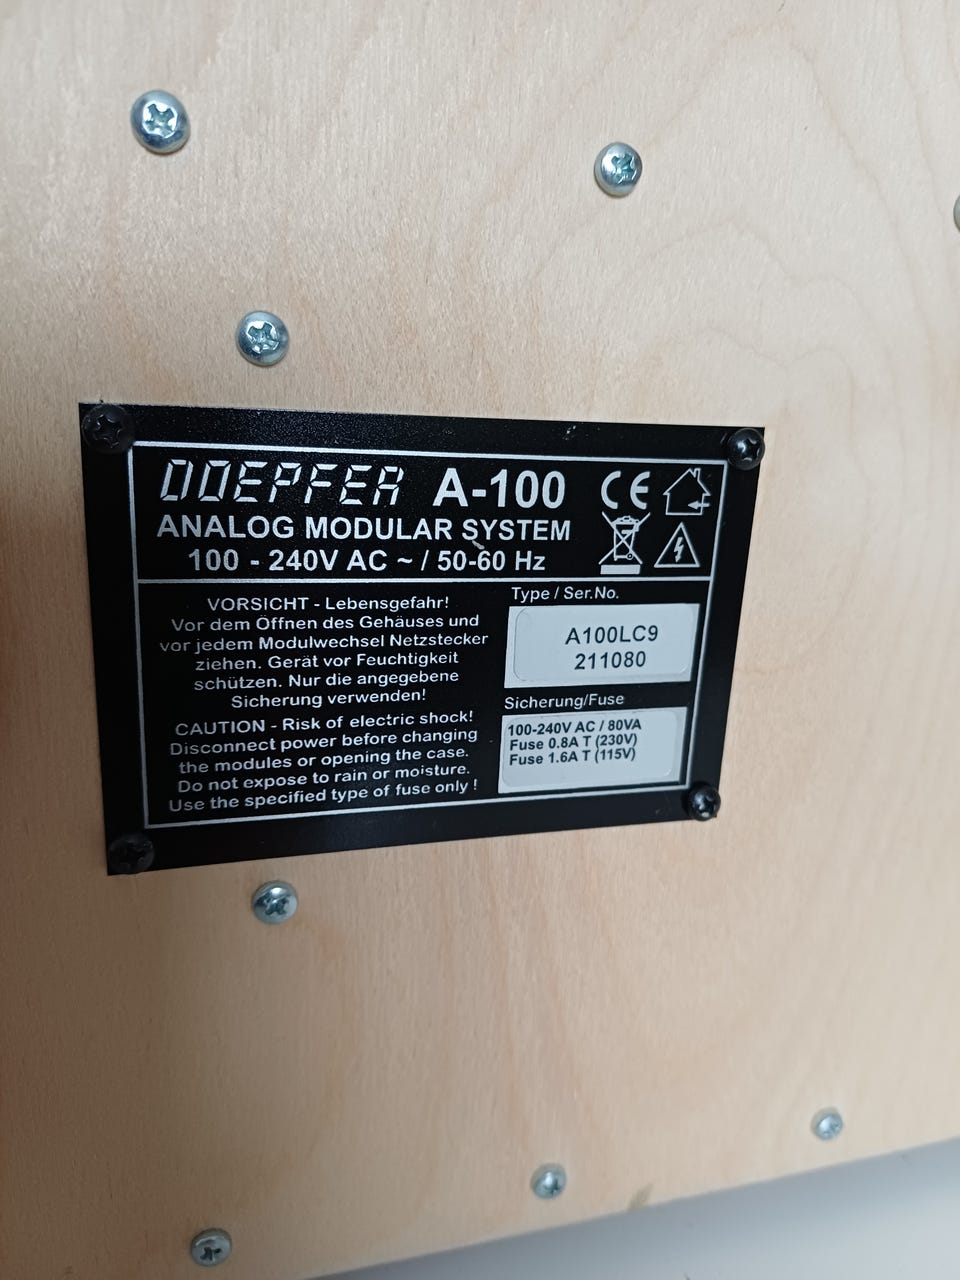 DOEPFER A-100 CE
ANALOG MODULAR SYSTEM
100 - 240V AC ~ / 50-60 Hz
VORSICHT - Lebensgefahr!
Vor dem Öffnen des Gehäuses und
vor jedem Modulwechsel Netzstecker
ziehen. Gerät vor Feuchtigkeit
schützen. Nur die angegebene
Sicherung verwenden!
CAUTION - Risk of electric shock!
Disconnect power before changing
the modules or opening the case.
Do not expose to rain or moisture.
Use the specified type of fuse only !
Type / Ser.No.
A100LC9
211080
Sicherung/Fuse
100-240V AC / 80VA
Fuse 0.8A T (230V)
Fuse 1.6A T (115V)